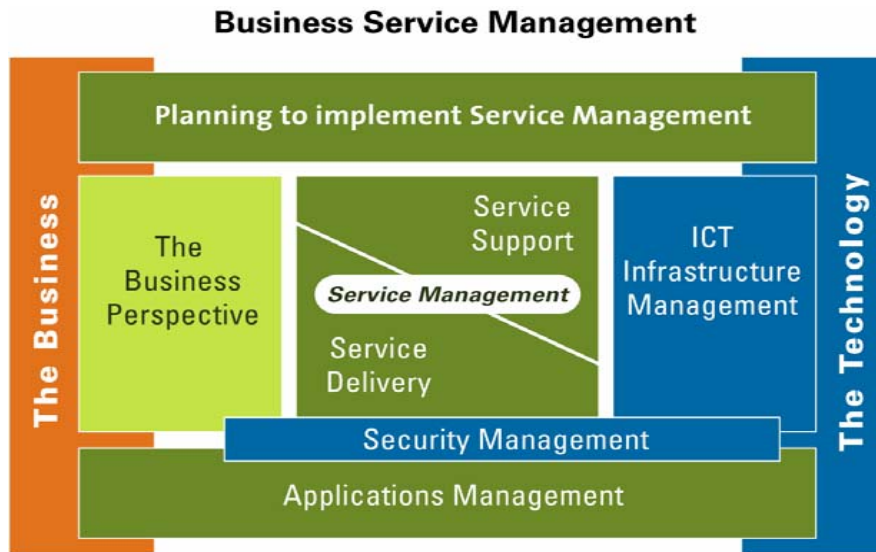 Business Service Management
Planning to implement Service Management
The Business
The
Business
Perspective
Service
Support
Service Management
Service
Delivery
ICT
Infrastructure
Management
The Technology
Security Management
Applications Management